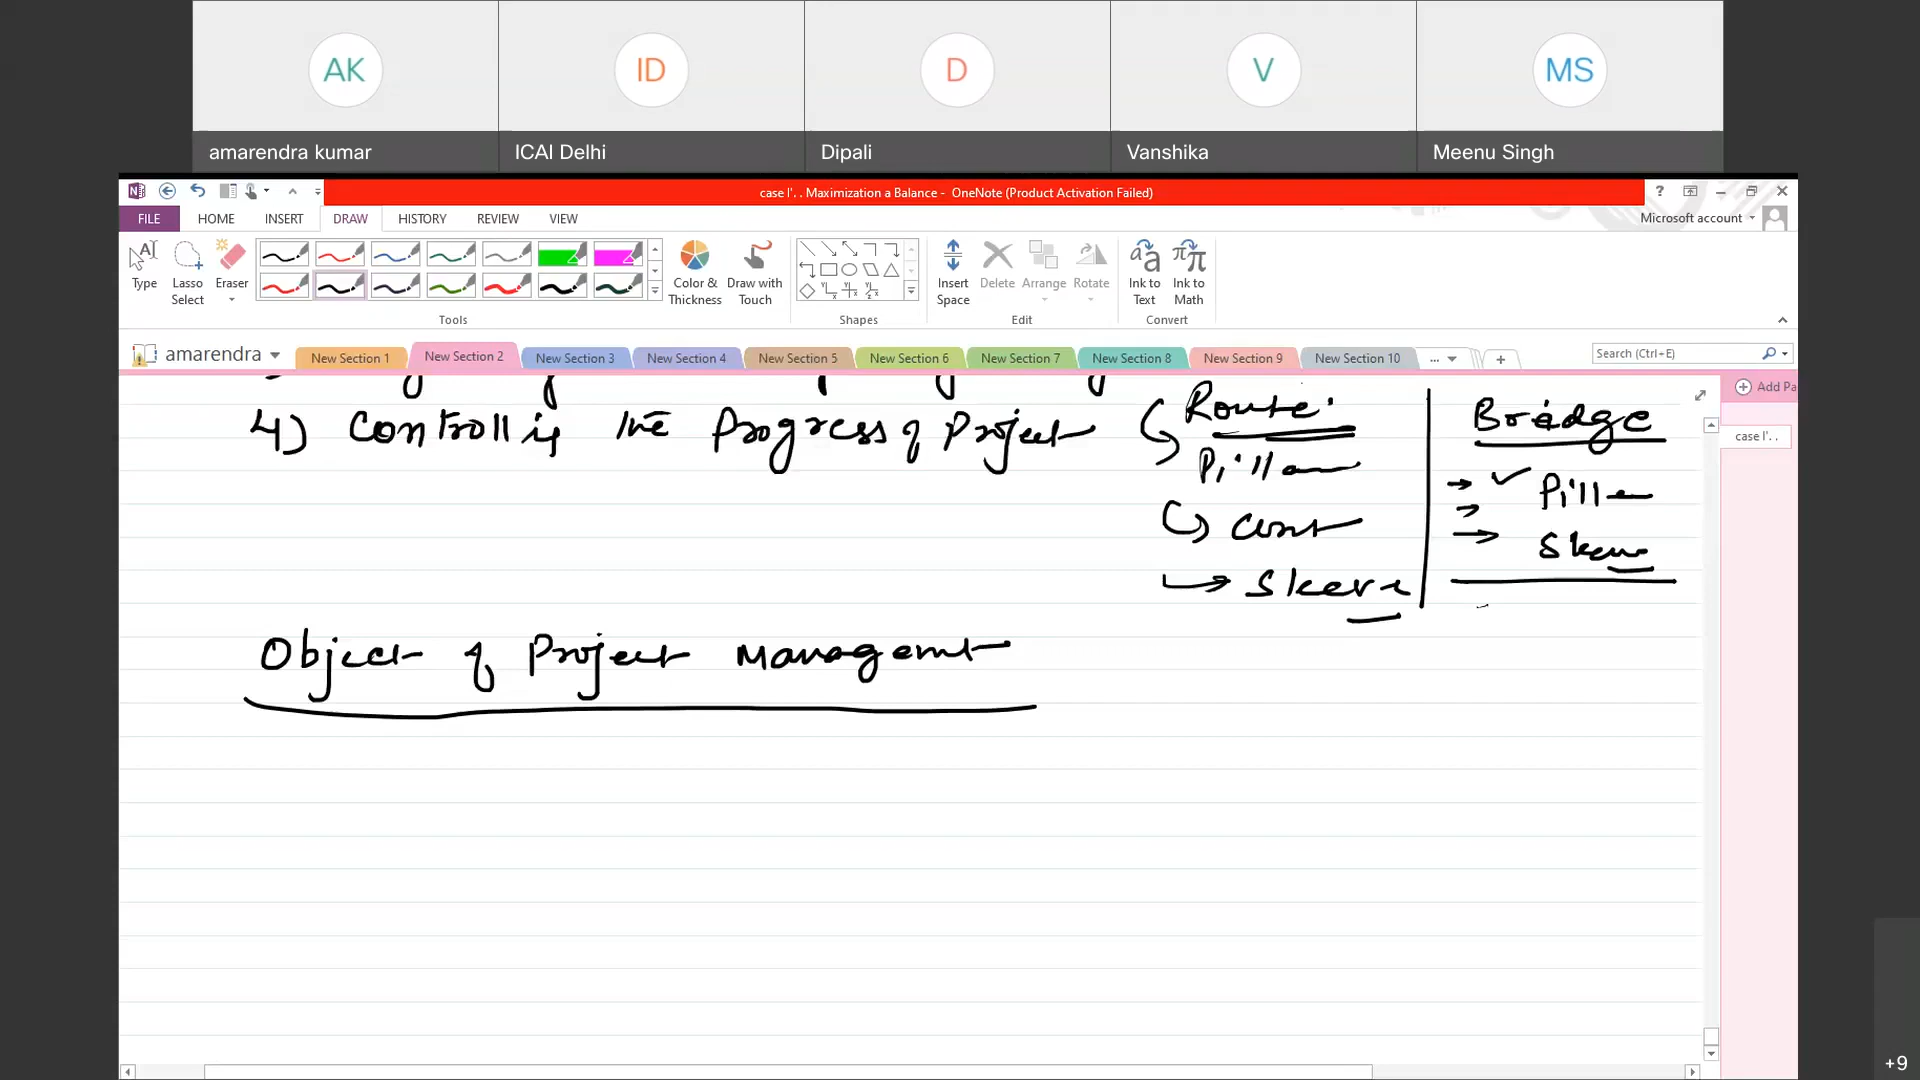 AK ID D V MS
amarendra kumar ICAI Delhi Dipali Vanshika Meenu Singh
case I'. . Maximization a Balance - OneNote (Product Activation Failed)
?
FILE HOME INSERT DRAW HISTORY REVIEW VIEW
Microsoft account
Type
Lasso Select
Eraser
Color & Thickness
Draw with Touch
Insert Space
Delete
Arrange
Rotate
Ink to Text
Ink to Math
Tools Shapes Edit Convert
amarendra New Section 1 New Section 2 New Section 3 New Section 4 New Section 5 New Section 6 New Section 7 New Section 8 New Section 9 New Section 10 ... +
Search (Ctrl+E)
Add Pa
case I'. .
4) Controllig the Progress of Project
Route
Pillar
Skeve
Bridge
Pillar
Object of Project Managemt
+9